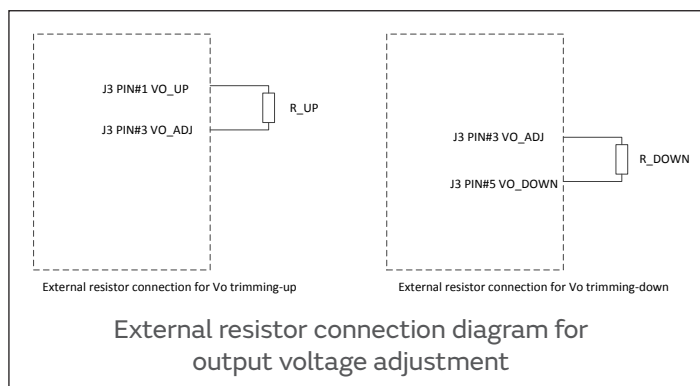 J3 PIN#1 VO_UP
R_UP
J3 PIN#3 VO_ADJ
External resistor connection for Vo trimming-up
J3 PIN#3 VO_ADJ
R_DOWN
J3 PIN#5 VO_DOWN
External resistor connection for Vo trimming-down
External resistor connection diagram for
output voltage adjustment